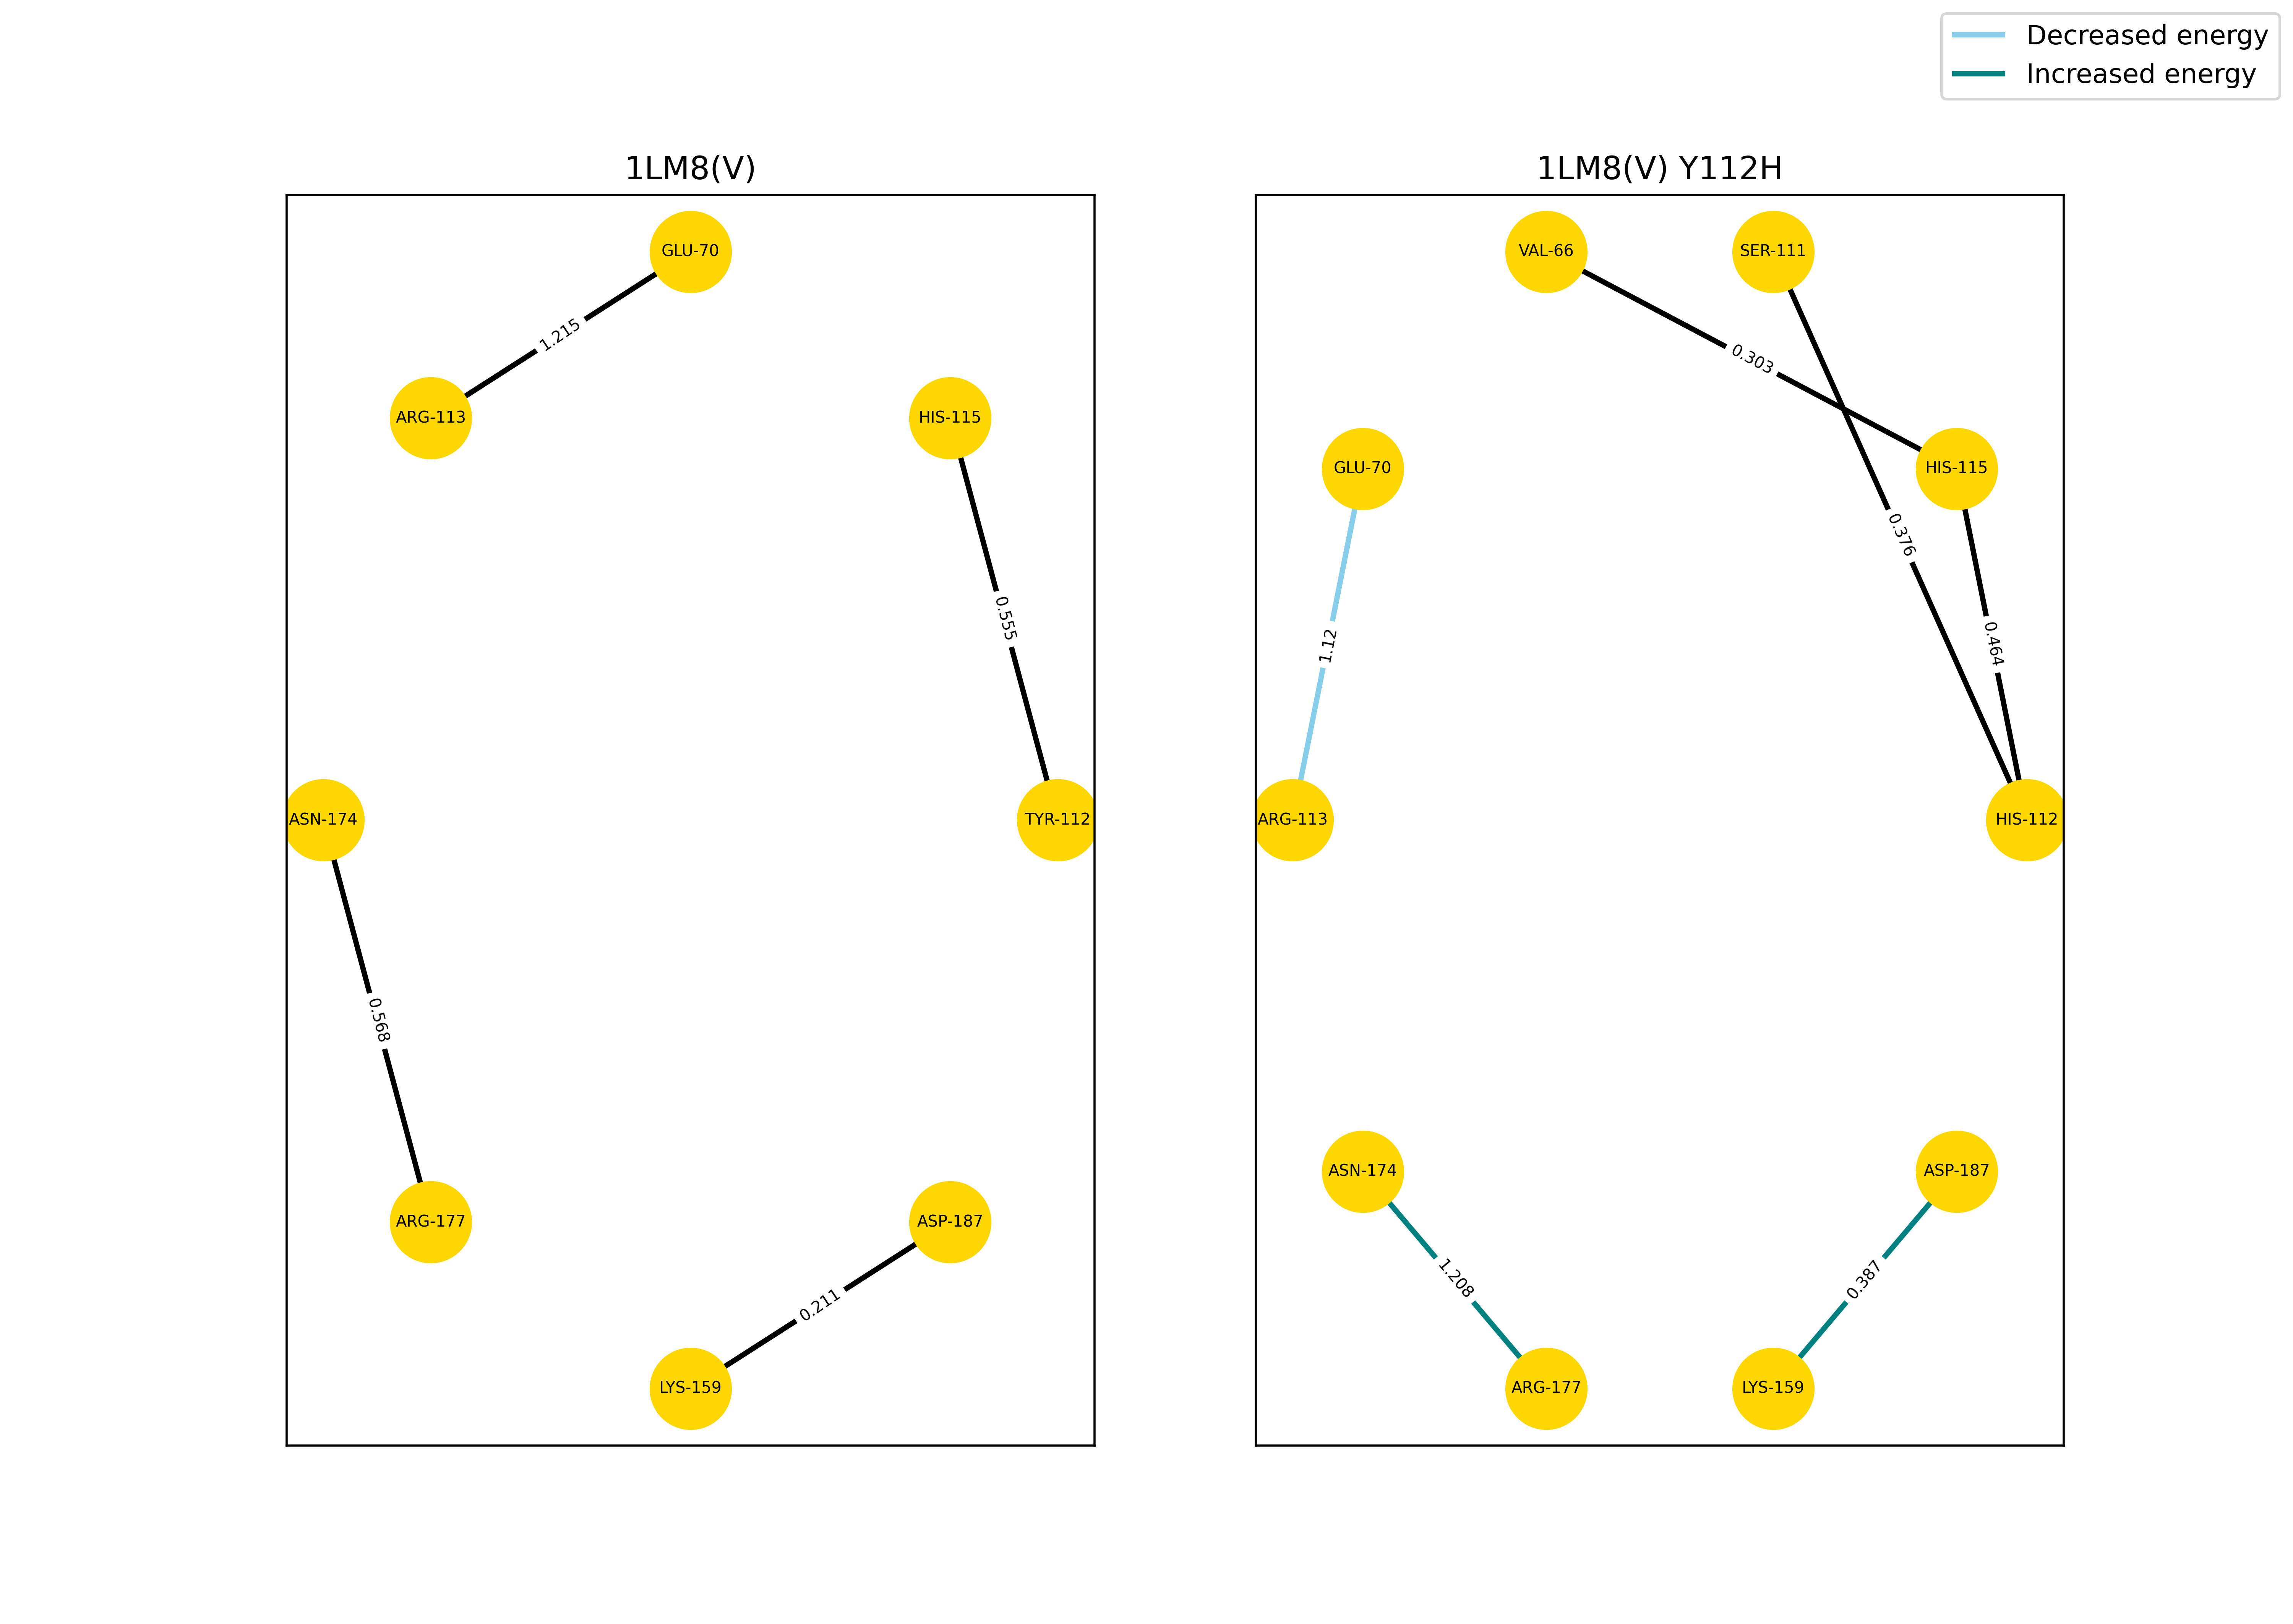 Decreased energy
Increased energy
1LM8(V)
GLU-70
1.215
ARG-113
HIS-115
0.555
ASN-174
TYR-112
0.568
ARG-177
ASP-187
0.211
LYS-159
1LM8(V) Y112H
VAL-66
SER-111
0.303
GLU-70
HIS-115
0.376
1.12
0.464
ARG-113
HIS-112
ASN-174
ASP-187
1.208
0.387
ARG-177
LYS-159